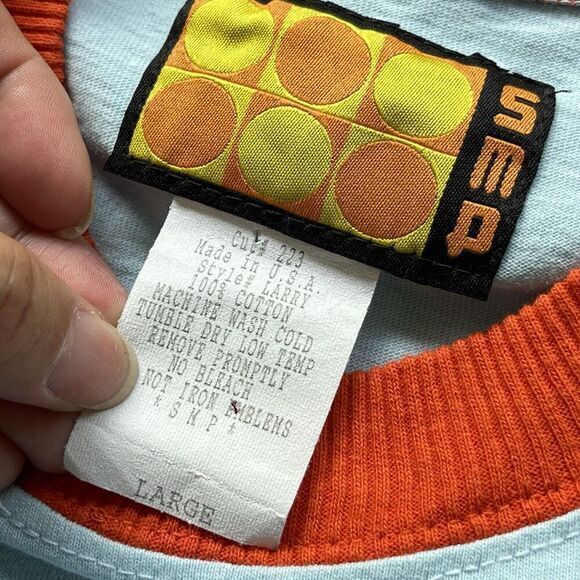 SMP
Cut# 233
Made in U.S.A.
Style# LARRY
100% COTTON
MACHINE WASH COLD
TUMBLE DRY LOW TEMP
REMOVE PROMPTLY
NO BLEACH
NOT IRON EMBLEMS
* S M P *
LARGE